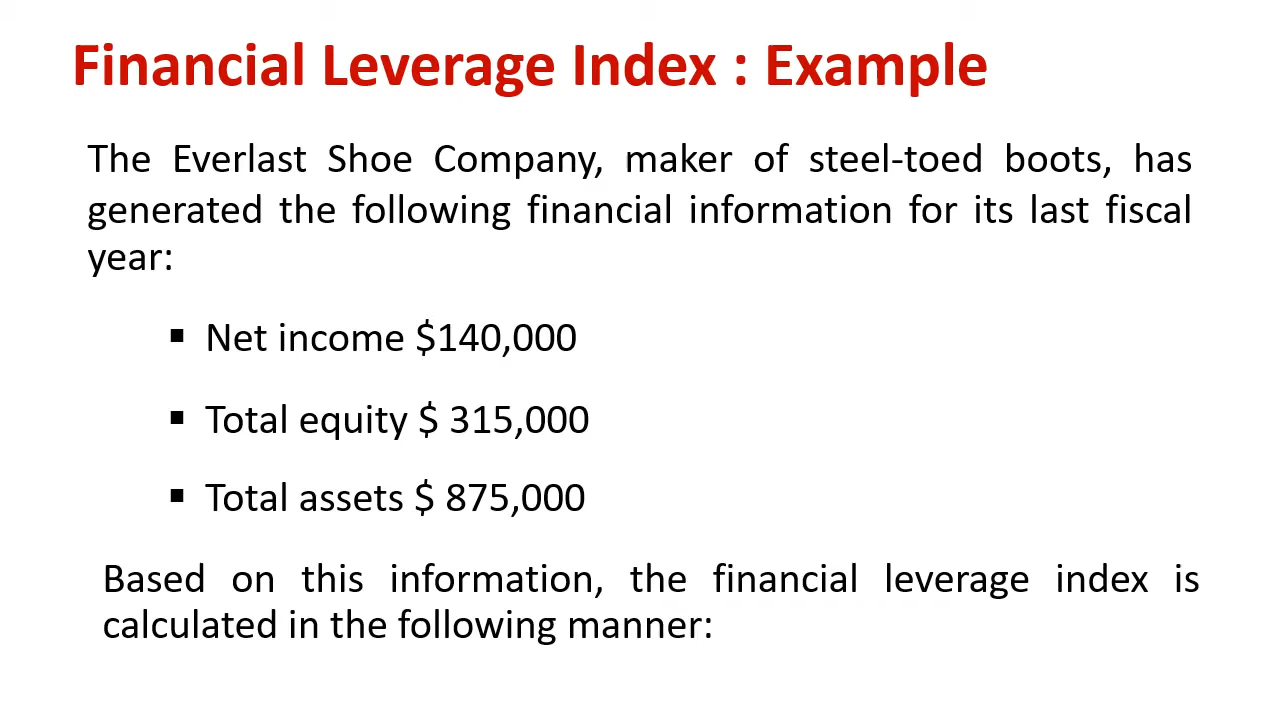 Financial Leverage Index : Example
The Everlast Shoe Company, maker of steel-toed boots, has
generated the following financial information for its last fiscal
year:
▪ Net income $140,000
▪ Total equity $ 315,000
▪ Total assets $ 875,000
Based on this information, the financial leverage index is
calculated in the following manner: